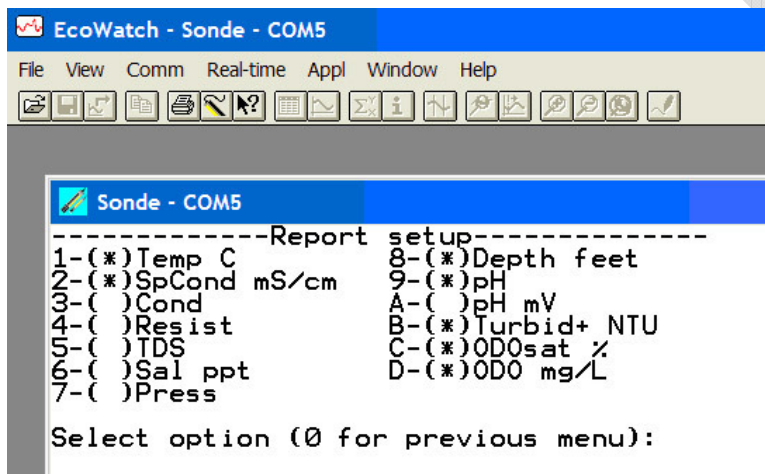 EcoWatch - Sonde - COM5
File View Comm Real-time Appl Window Help
Sonde - COM5
-------------Report setup--------------
1-(*)Temp C 8-(*)Depth feet
2-(*)SpCond mS/cm 9-(*)pH
3-( )Cond A-( )pH mV
4-( )Resist B-(*)Turbid+ NTU
5-( )TDS C-(*)ODOsat %
6-( )Sal ppt D-(*)ODO mg/L
7-( )Press
Select option (0 for previous menu):